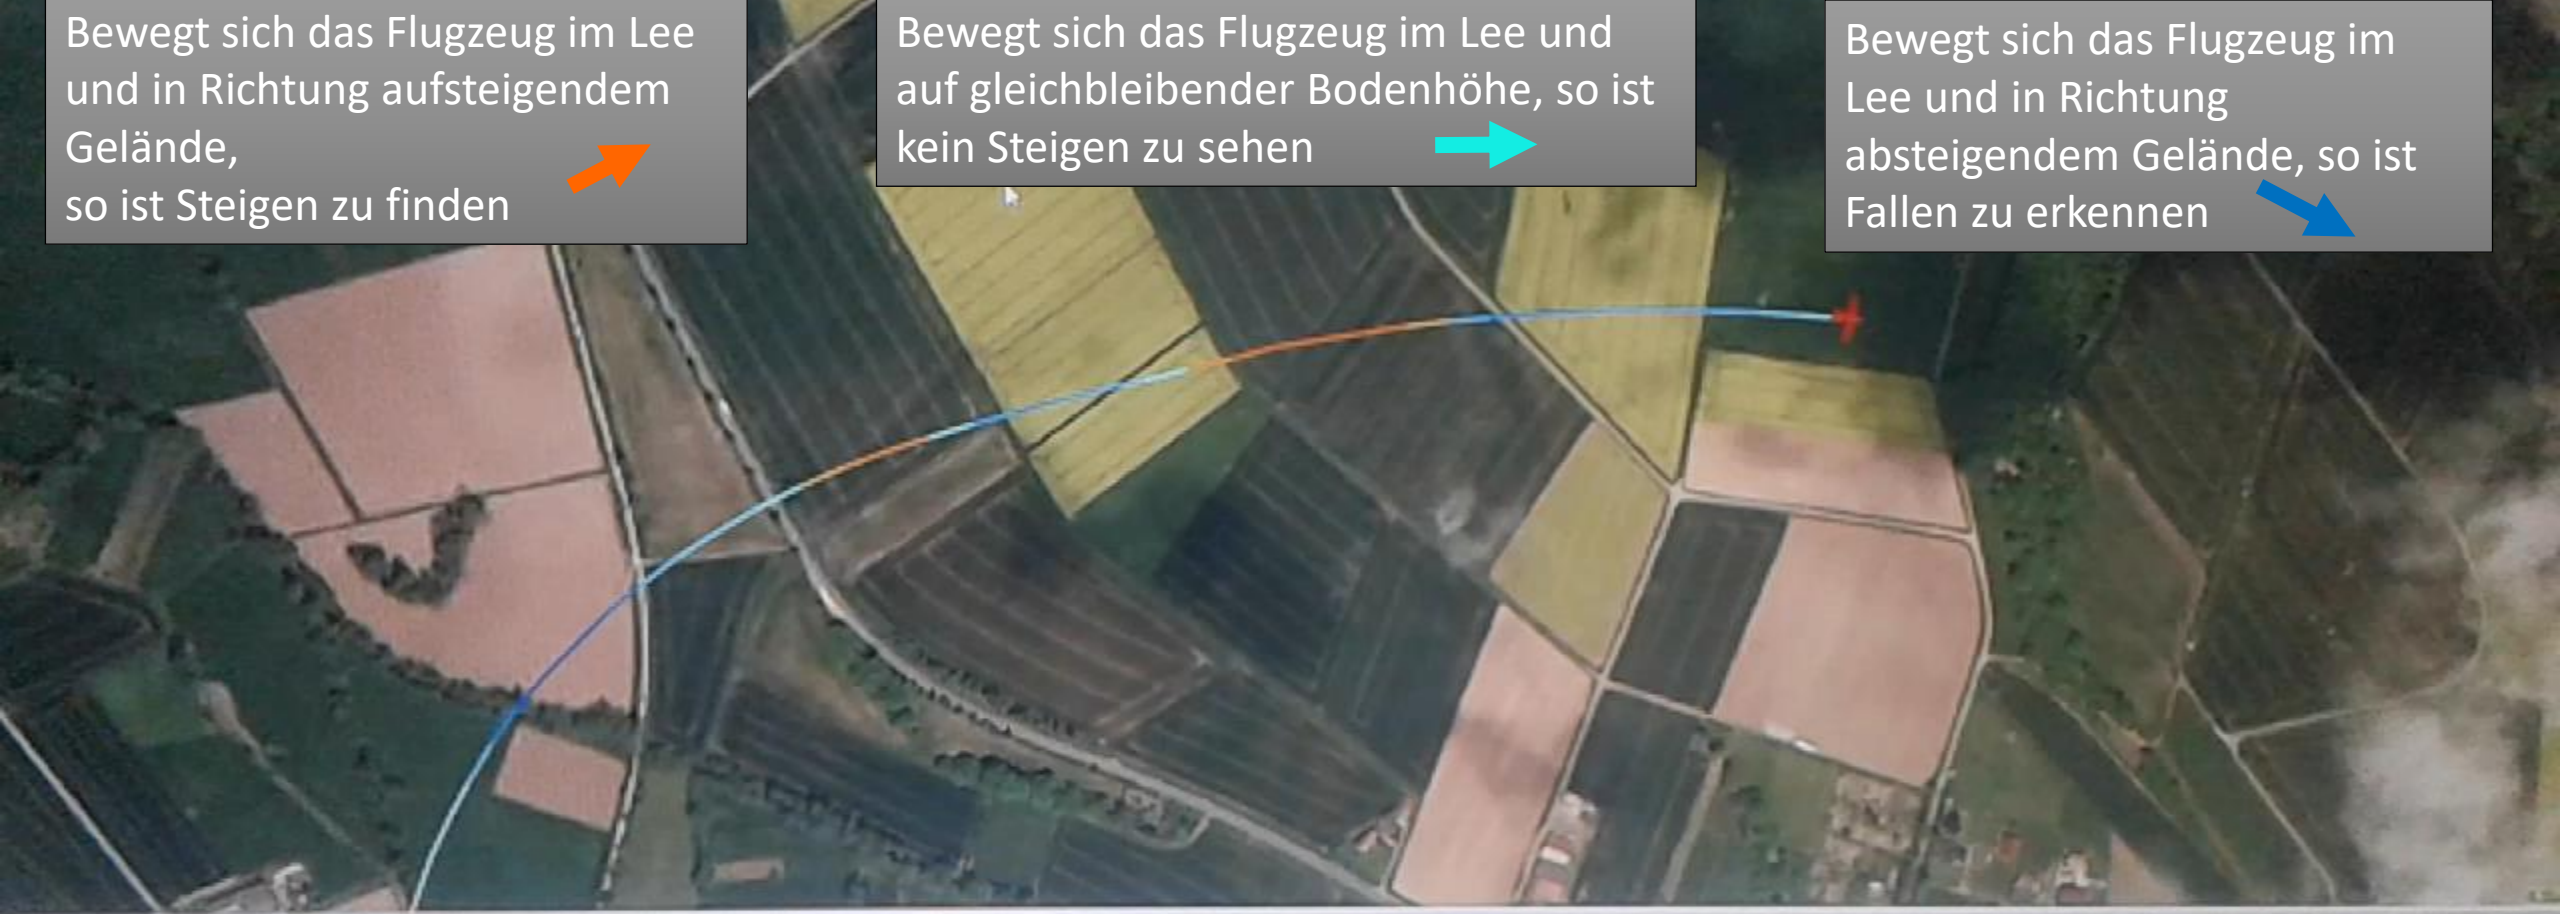 Bewegt sich das Flugzeug im Lee
und in Richtung aufsteigendem
Gelände,
so ist Steigen zu finden
Bewegt sich das Flugzeug im Lee und
auf gleichbleibender Bodenhöhe, so ist
kein Steigen zu sehen
Bewegt sich das Flugzeug im
Lee und in Richtung
absteigendem Gelände, so ist
Fallen zu erkennen